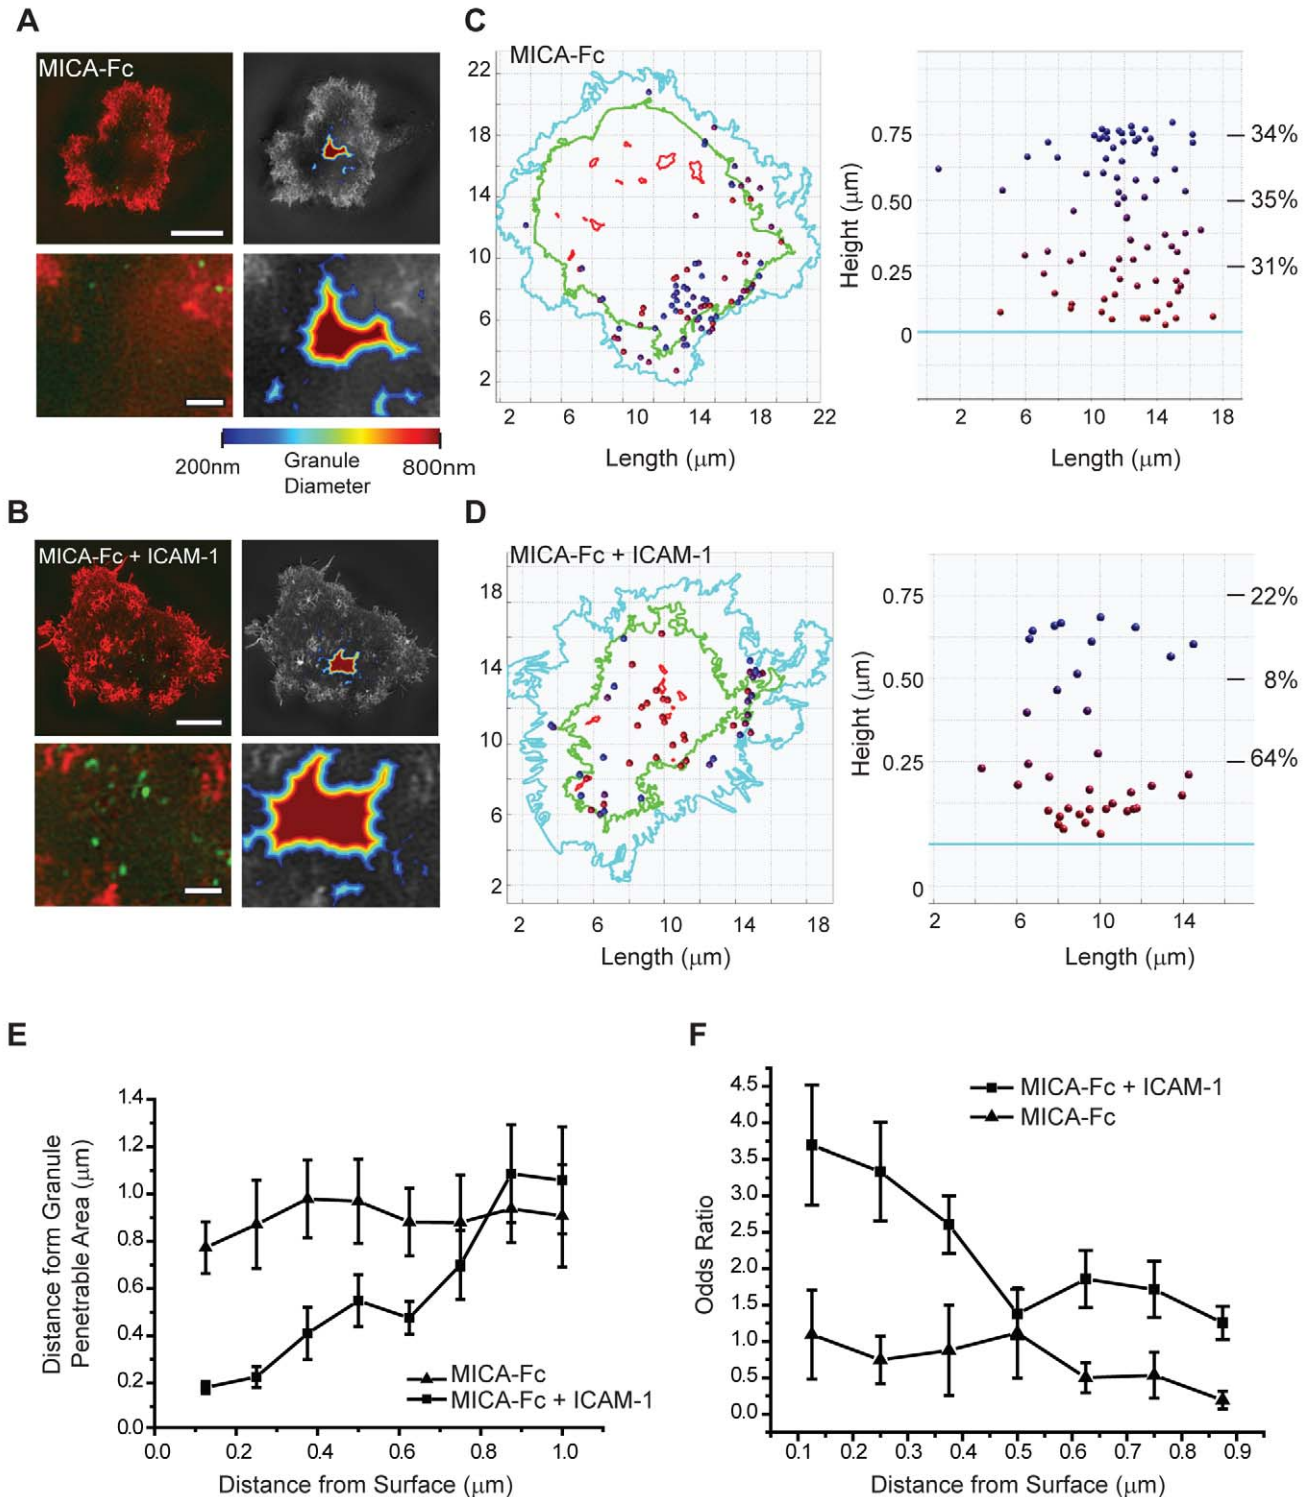 A
MICA-Fc
200nm
Granule
Diameter
800nm
B
MICA-Fc + ICAM-1
C
MICA-Fc
22
18
14
10
6
2
2 6 10 14 18 22
Length (μm)
Height (μm)
0.75
0.50
0.25
0
34%
35%
31%
2 6 10 14 18
Length (μm)
D
MICA-Fc + ICAM-1
18
14
10
6
2
2 6 10 14 18
Length (μm)
Height (μm)
0.75
0.50
0.25
0
22%
8%
64%
2 6 10 14
Length (μm)
E
Distance form Granule
Penetrable Area (μm)
1.4
1.2
1.0
0.8
0.6
0.4
0.2
0.0
MICA-Fc
MICA-Fc + ICAM-1
0.0 0.2 0.4 0.6 0.8 1.0
Distance from Surface (μm)
F
Odds Ratio
4.5
4.0
3.5
3.0
2.5
2.0
1.5
1.0
0.5
0.0
MICA-Fc + ICAM-1
MICA-Fc
0.1 0.2 0.3 0.4 0.5 0.6 0.7 0.8 0.9
Distance from Surface (μm)